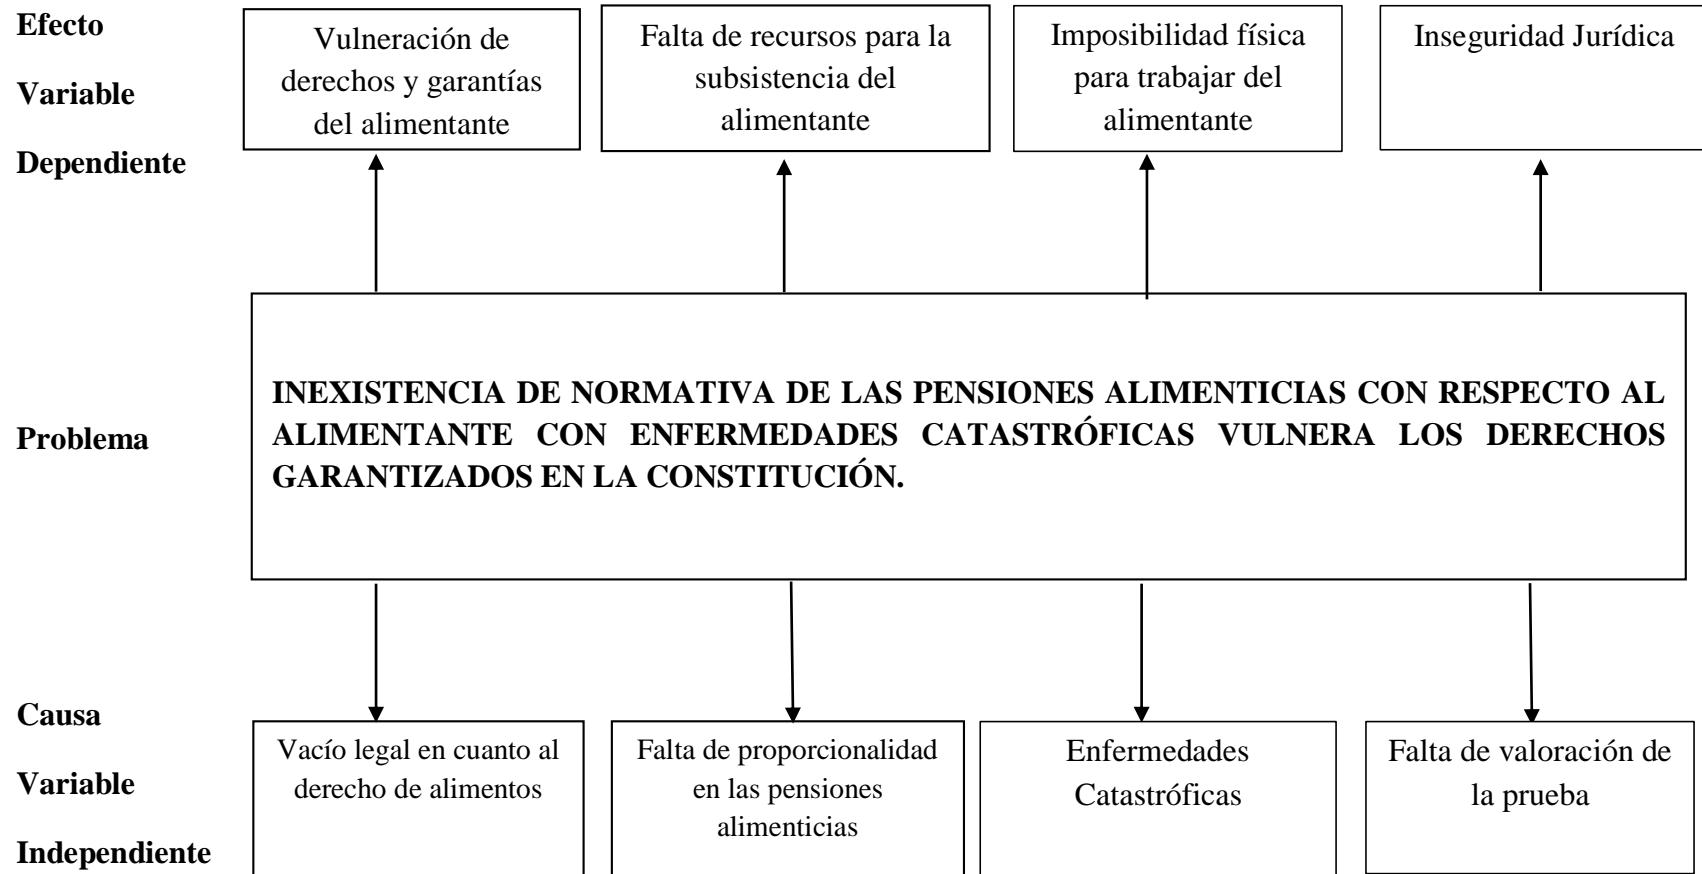 Efecto
Variable
Dependiente
Vulneración de
derechos y garantías
del alimentante
Falta de recursos para la
subsistencia del
alimentante
Imposibilidad física
para trabajar del
alimentante
Inseguridad Jurídica
Problema
INEXISTENCIA DE NORMATIVA DE LAS PENSIONES ALIMENTICIAS CON RESPECTO AL
ALIMENTANTE CON ENFERMEDADES CATASTRÓFICAS VULNERA LOS DERECHOS
GARANTIZADOS EN LA CONSTITUCIÓN.
Causa
Variable
Independiente
Vacío legal en cuanto al
derecho de alimentos
Falta de proporcionalidad
en las pensiones
alimenticias
Enfermedades
Catastróficas
Falta de valoración de
la prueba